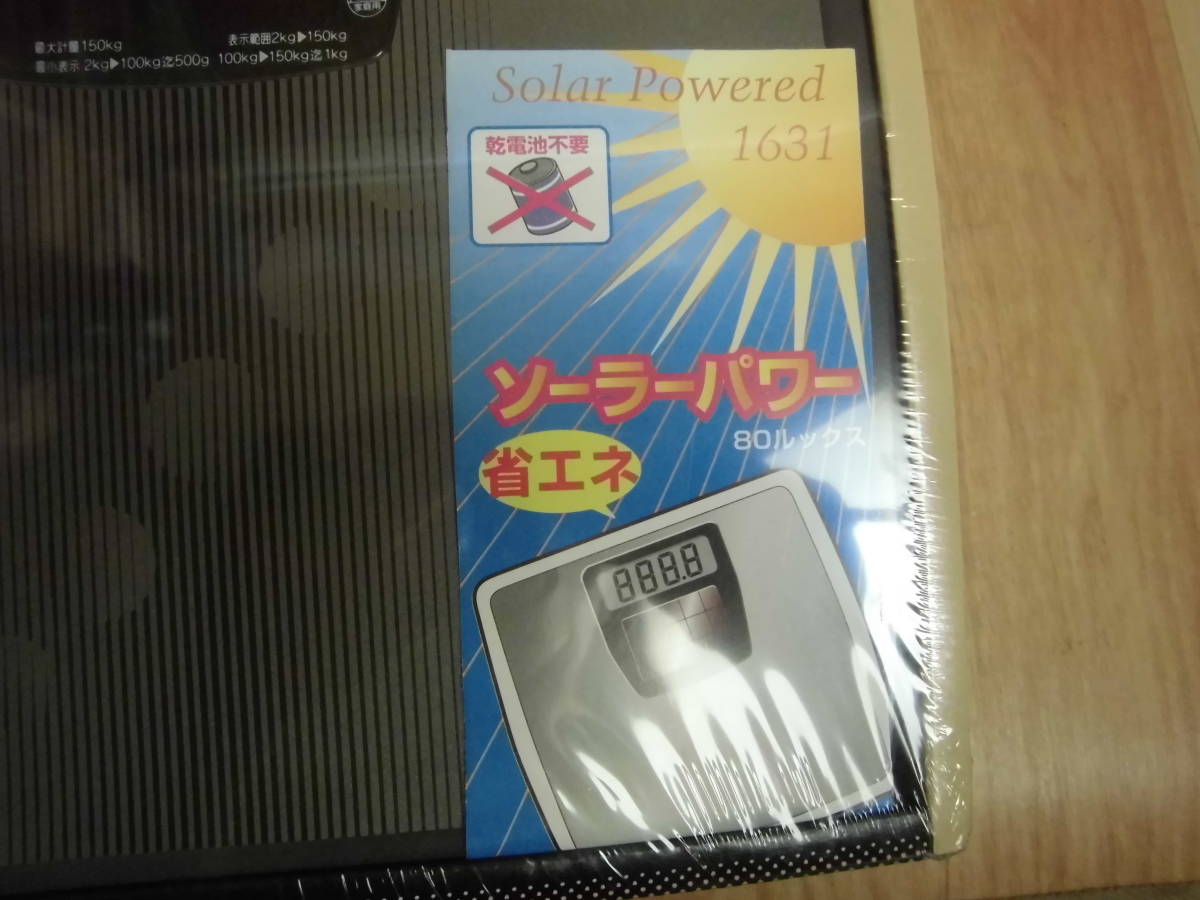 家庭用
最大計量150kg 表示範囲2kg▶150kg
最小表示 2kg▶100kg迄500g 100kg▶150kg迄1kg
Solar Powered
1631
乾電池不要
ソーラーパワー
80ルックス
省エネ
888.8